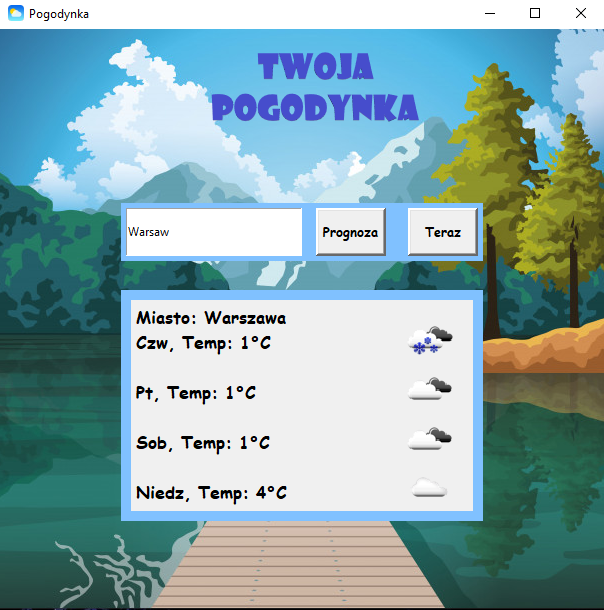 Pogodynka
TWOJA
POGODYNKA
Warsaw
Prognoza
Teraz
Miasto: Warszawa
Czw, Temp: 1°C
Pt, Temp: 1°C
Sob, Temp: 1°C
Niedz, Temp: 4°C